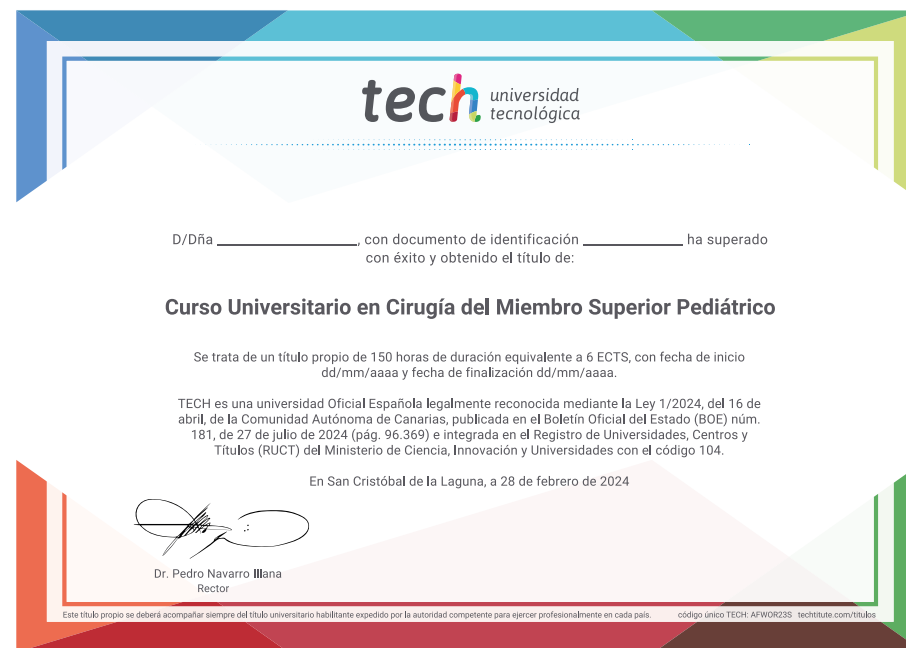 tech universidad
tecnológica
D/Dña ____________________, con documento de identificación ______________ ha superado
con éxito y obtenido el título de:
Curso Universitario en Cirugía del Miembro Superior Pediátrico
Se trata de un título propio de 150 horas de duración equivalente a 6 ECTS, con fecha de inicio
dd/mm/aaaa y fecha de finalización dd/mm/aaaa.
TECH es una universidad Oficial Española legalmente reconocida mediante la Ley 1/2024, del 16 de
abril, de la Comunidad Autónoma de Canarias, publicada en el Boletín Oficial del Estado (BOE) núm.
181, de 27 de julio de 2024 (pág. 96.369) e integrada en el Registro de Universidades, Centros y
Títulos (RUCT) del Ministerio de Ciencia, Innovación y Universidades con el código 104.
En San Cristóbal de la Laguna, a 28 de febrero de 2024
Dr. Pedro Navarro Illana
Rector
Este título propio se deberá acompañar siempre del título universitario habilitante expedido por la autoridad competente para ejercer profesionalmente en cada país. código único TECH: AFWOR23S techtitute.com/titulos